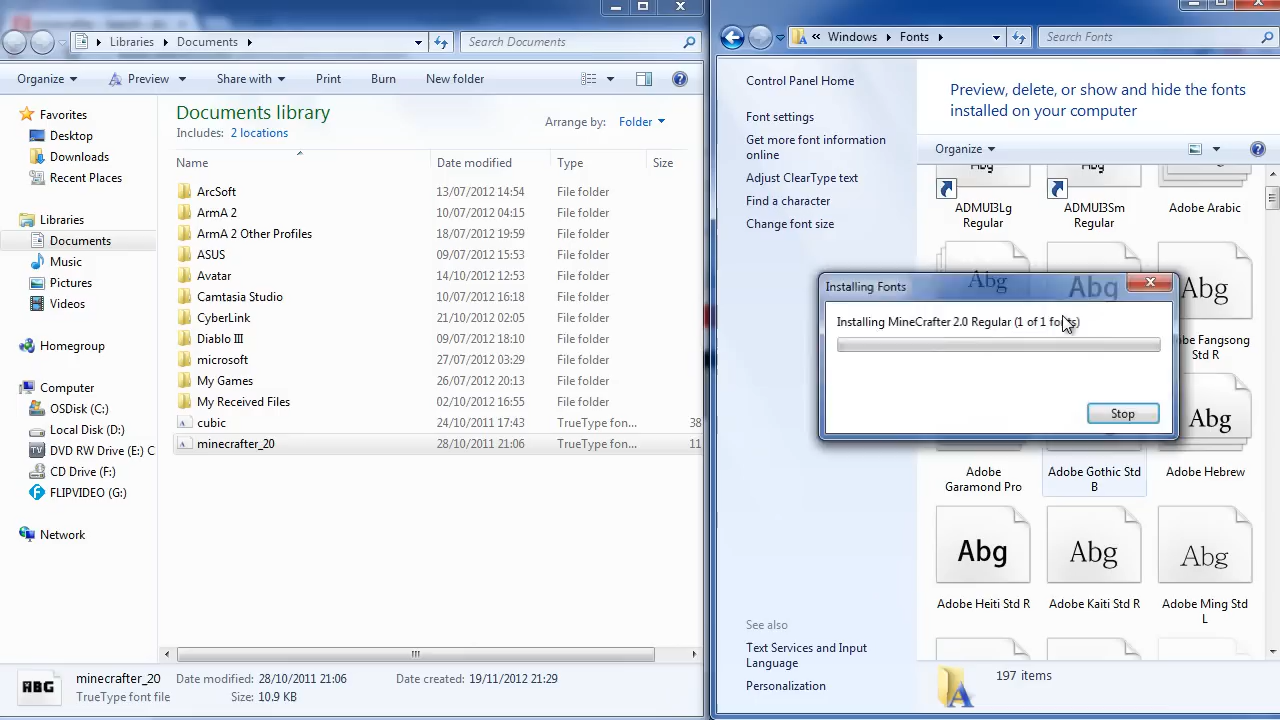 Libraries Documents
Search Documents
Organize Preview Share with Print Burn New folder
Favorites
Desktop
Downloads
Recent Places
Libraries
Documents
Music
Pictures
Videos
Homegroup
Computer
OSDisk (C:)
Local Disk (D:)
DVD RW Drive (E:) C
CD Drive (F:)
FLIPVIDEO (G:)
Network
Documents library
Includes: 2 locations
Arrange by: Folder
Name Date modified Type Size
ArcSoft 13/07/2012 14:54 File folder
ArmA 2 10/07/2012 04:15 File folder
ArmA 2 Other Profiles 18/07/2012 19:59 File folder
ASUS 09/07/2012 15:53 File folder
Avatar 14/10/2012 12:53 File folder
Camtasia Studio 10/07/2012 16:18 File folder
CyberLink 21/10/2012 02:05 File folder
Diablo III 09/07/2012 18:10 File folder
microsoft 27/07/2012 03:29 File folder
My Games 26/07/2012 20:13 File folder
My Received Files 02/10/2012 16:55 File folder
cubic 24/10/2011 17:43 TrueType fon... 38
minecrafter_20 28/10/2011 21:06 TrueType fon... 11
ABG
minecrafter_20 Date modified: 28/10/2011 21:06 Date created: 19/11/2012 21:29
TrueType font file Size: 10.9 KB
« Windows Fonts
Search Fonts
Control Panel Home
Font settings
Get more font information
online
Adjust ClearType text
Find a character
Change font size
See also
Text Services and Input
Language
Personalization
Preview, delete, or show and hide the fonts
installed on your computer
Organize
ADMUI3Lg
Regular
ADMUI3Sm
Regular
Adobe Arabic
Abg Abg Abg
Installing Fonts
Installing MineCrafter 2.0 Regular (1 of 1 fonts)
Stop
be Fangsong
Std R
Abg
Adobe
Garamond Pro
Adobe Gothic Std
B
Adobe Hebrew
Abg Abg Abg
Adobe Heiti Std R
Adobe Kaiti Std R
Adobe Ming Std
L
197 items